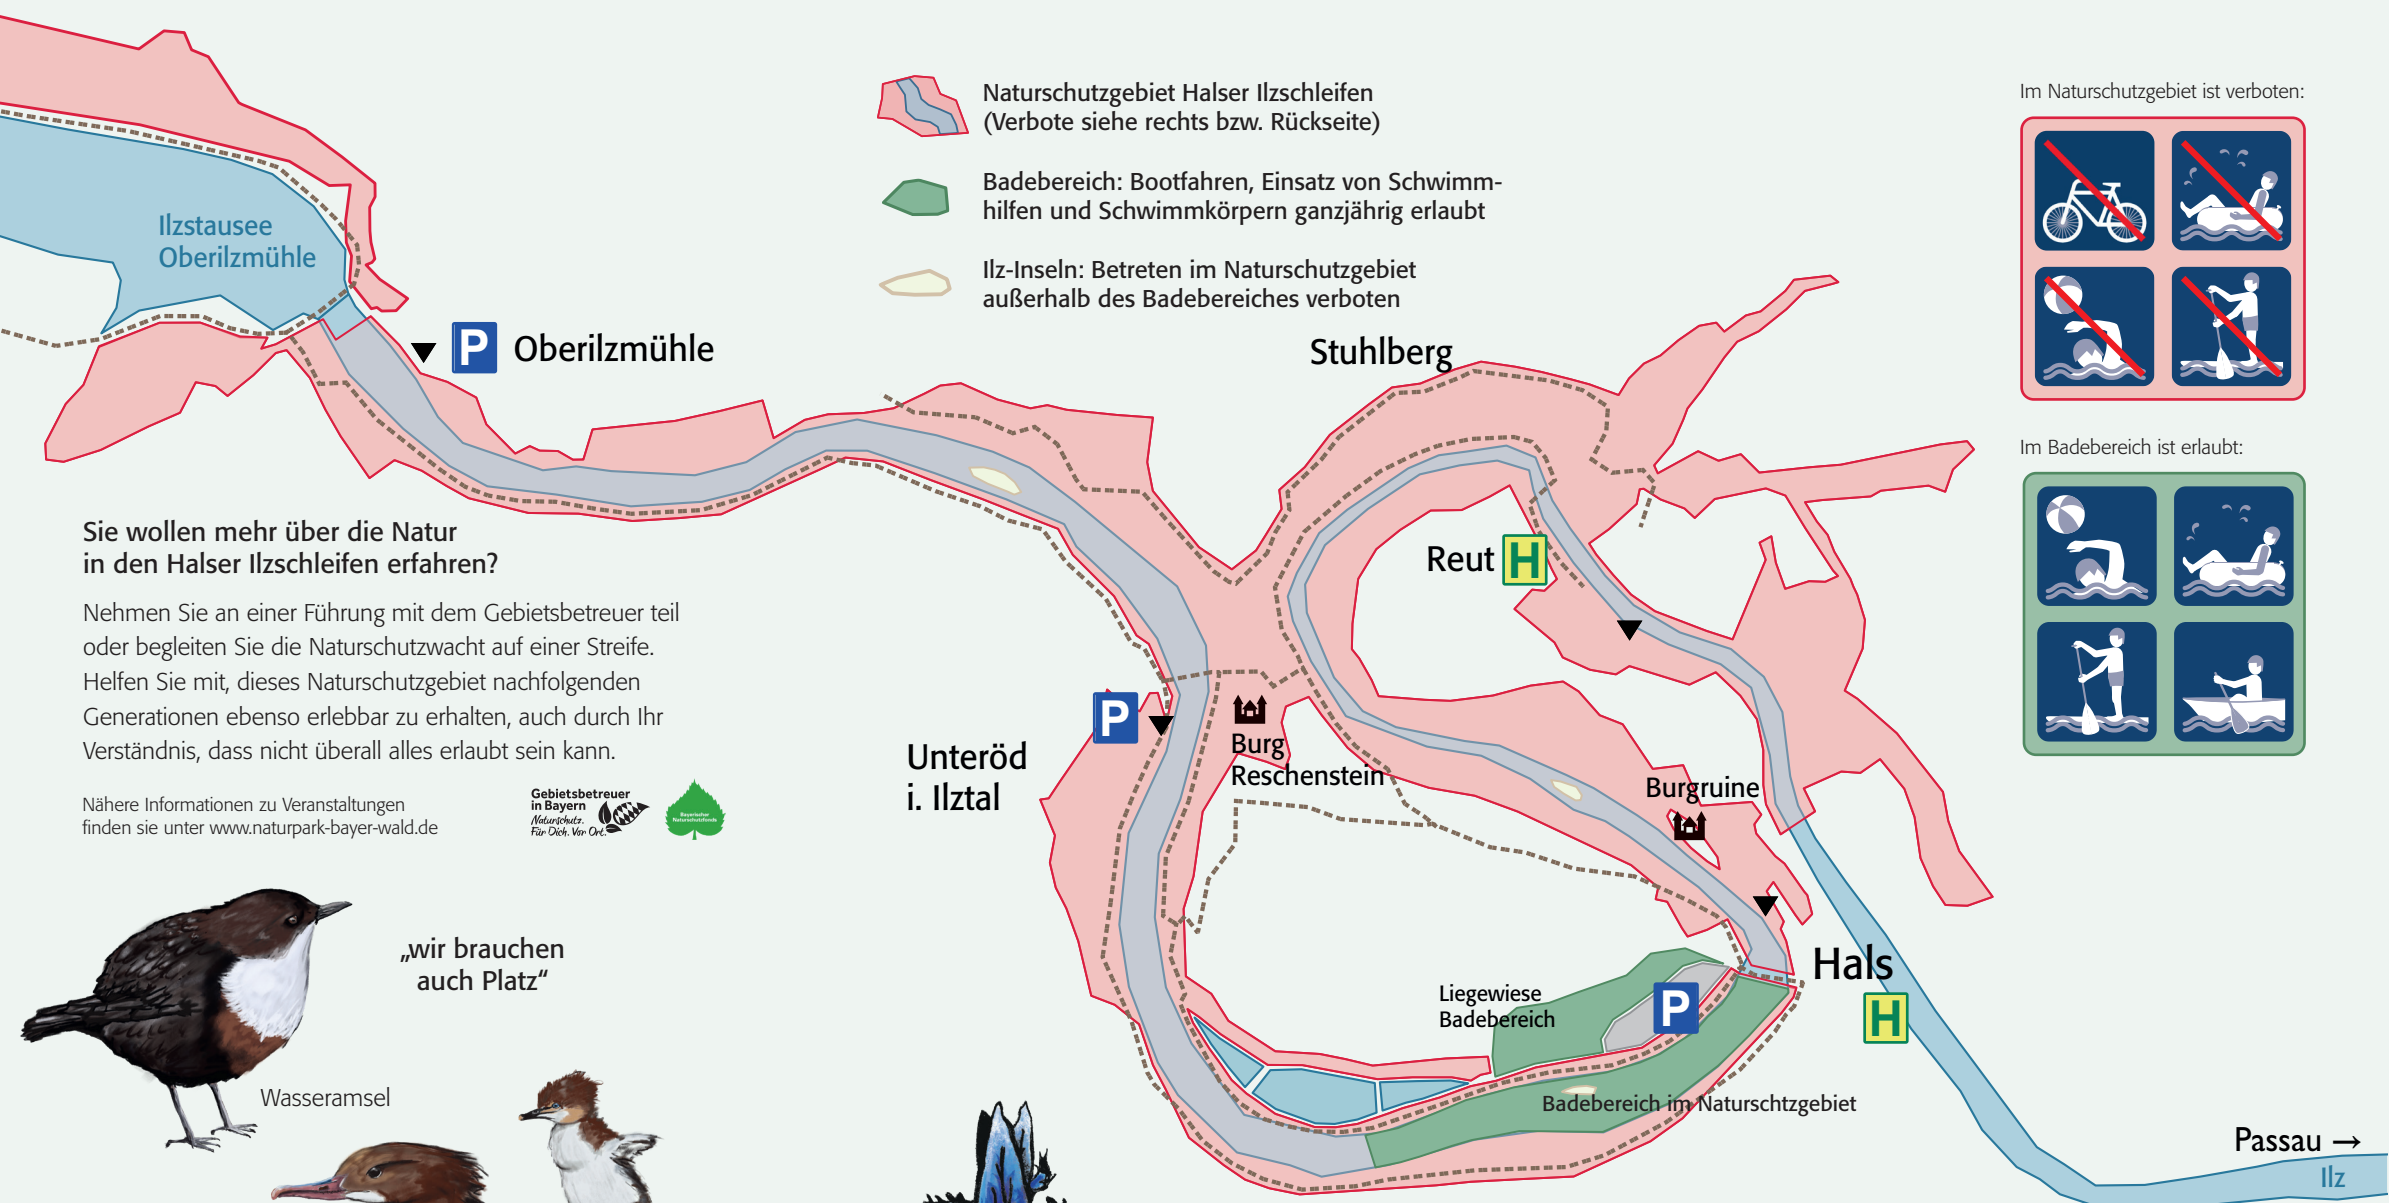 Naturschutzgebiet Halser Ilzschleifen
(Verbote siehe rechts bzw. Rückseite)
Badebereich: Bootfahren, Einsatz von Schwimm-
hilfen und Schwimmkörpern ganzjährig erlaubt
Ilz-Inseln: Betreten im Naturschutzgebiet
außerhalb des Badebereiches verboten
Im Naturschutzgebiet ist verboten:
Im Badebereich ist erlaubt:
Ilzstausee
Oberilzmühle
P
Oberilzmühle
Stuhlberg
Reut
H
Sie wollen mehr über die Natur
in den Halser Ilzschleifen erfahren?
Nehmen Sie an einer Führung mit dem Gebietsbetreuer teil
oder begleiten Sie die Naturschutzwacht auf einer Streife.
Helfen Sie mit, dieses Naturschutzgebiet nachfolgenden
Generationen ebenso erlebbar zu erhalten, auch durch Ihr
Verständnis, dass nicht überall alles erlaubt sein kann.
Nähere Informationen zu Veranstaltungen
finden sie unter www.naturpark-bayer-wald.de
Gebietsbetreuer
in Bayern
Naturschutz.
Für Dich. Vor Ort.
Bayerischer
Naturschutzfonds
P
Unteröd
i. Ilztal
Burg
Reschenstein
Burgruine
Hals
H
Liegewiese
Badebereich
P
Badebereich im Naturschtzgebiet
„wir brauchen
auch Platz“
Wasseramsel
Passau →
Ilz